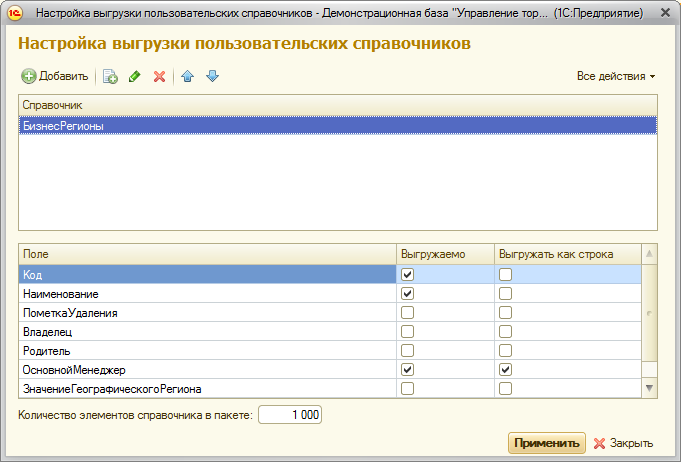 Настройка выгрузки пользовательских справочников - Демонстрационная база "Управление тор... (1С:Предприятие)
Настройка выгрузки пользовательских справочников
Добавить Все действия
Справочник
БизнесРегионы
Поле Выгружаемо Выгружать как строка
Код
Наименование
ПометкаУдаления
Владелец
Родитель
ОсновнойМенеджер
ЗначениеГеографическогоРегиона
Количество элементов справочника в пакете: 1 000
Применить Закрыть